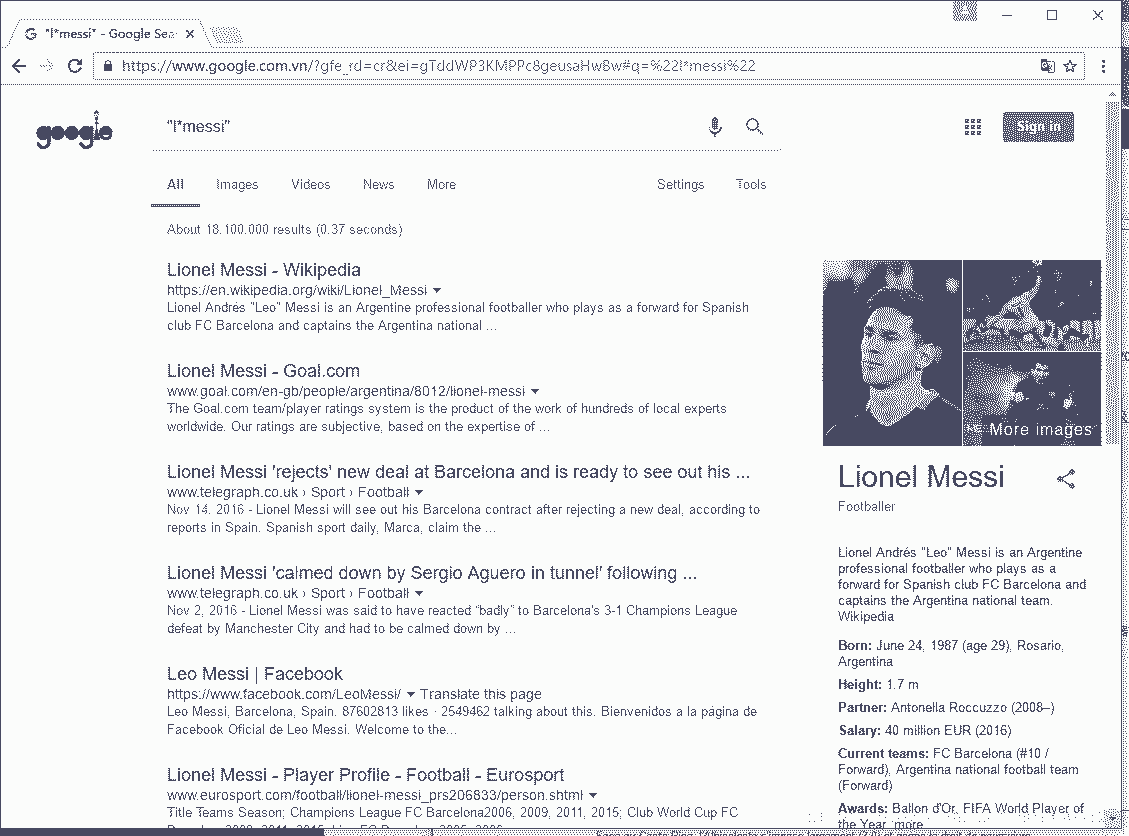 "l*messi" - Google Sea
https://www.google.com.vn/?gfe_rd=cr&ei=gTddWP3KMPPc8geusaHwBw#q=%22l*messi%22
google
"l*messi"
Sign in
All Images Videos News More Settings Tools
About 18.100.000 results (0.37 seconds)
Lionel Messi - Wikipedia
https://en.wikipedia.org/wiki/Lionel_Messi
Lionel Andrés "Leo" Messi is an Argentine professional footballer who plays as a forward for Spanish
club FC Barcelona and captains the Argentina national ...
Lionel Messi - Goal.com
www.goal.com/en-gb/people/argentina/8012/lionel-messi
The Goal.com team/player ratings system is the product of the work of hundreds of local experts
worldwide. Our ratings are subjective, based on the expertise of ...
Lionel Messi 'rejects' new deal at Barcelona and is ready to see out his ...
www.telegraph.co.uk › Sport › Football
Nov 14, 2016 - Lionel Messi will see out his Barcelona contract after rejecting a new deal, according to
reports in Spain. Spanish sport daily, Marca, claim the ...
Lionel Messi 'calmed down by Sergio Aguero in tunnel' following ...
www.telegraph.co.uk › Sport › Football
Nov 2, 2016 - Lionel Messi was said to have reacted "badly" to Barcelona's 3-1 Champions League
defeat by Manchester City and had to be calmed down by ...
Leo Messi | Facebook
https://www.facebook.com/LeoMessi/ Translate this page
Leo Messi, Barcelona, Spain. 87602813 likes · 2549462 talking about this. Bienvenidos a la página de
Facebook Oficial de Leo Messi. Welcome to the...
Lionel Messi - Player Profile - Football - Eurosport
www.eurosport.com/football/lionel-messi_prs206833/person.shtml
Title Teams Season; Champions League FC Barcelona2006, 2009, 2011, 2015; Club World Cup FC
More images
Lionel Messi
Footballer
Lionel Andrés "Leo" Messi is an Argentine
professional footballer who plays as a
forward for Spanish club FC Barcelona and
captains the Argentina national team.
Wikipedia
Born: June 24, 1987 (age 29), Rosario,
Argentina
Height: 1.7 m
Partner: Antonella Roccuzzo (2008–)
Salary: 40 million EUR (2016)
Current teams: FC Barcelona (#10 /
Forward), Argentina national football team
(Forward)
Awards: Ballon d'Or, FIFA World Player of
the Year, more